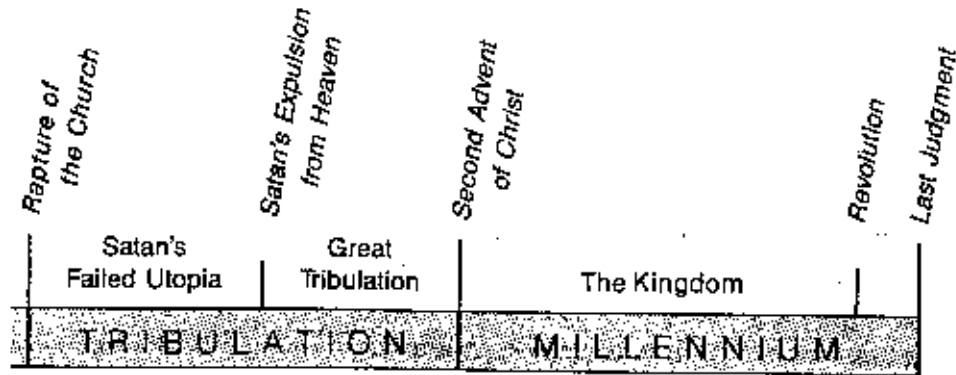 Rapture of
the Church
Satan's Expulsion
from Heaven
Second Advent
of Christ
Revolution
Last Judgment
Satan's
Failed Utopia
Great
Tribulation
The Kingdom
TRIBULATION
MILLENNIUM